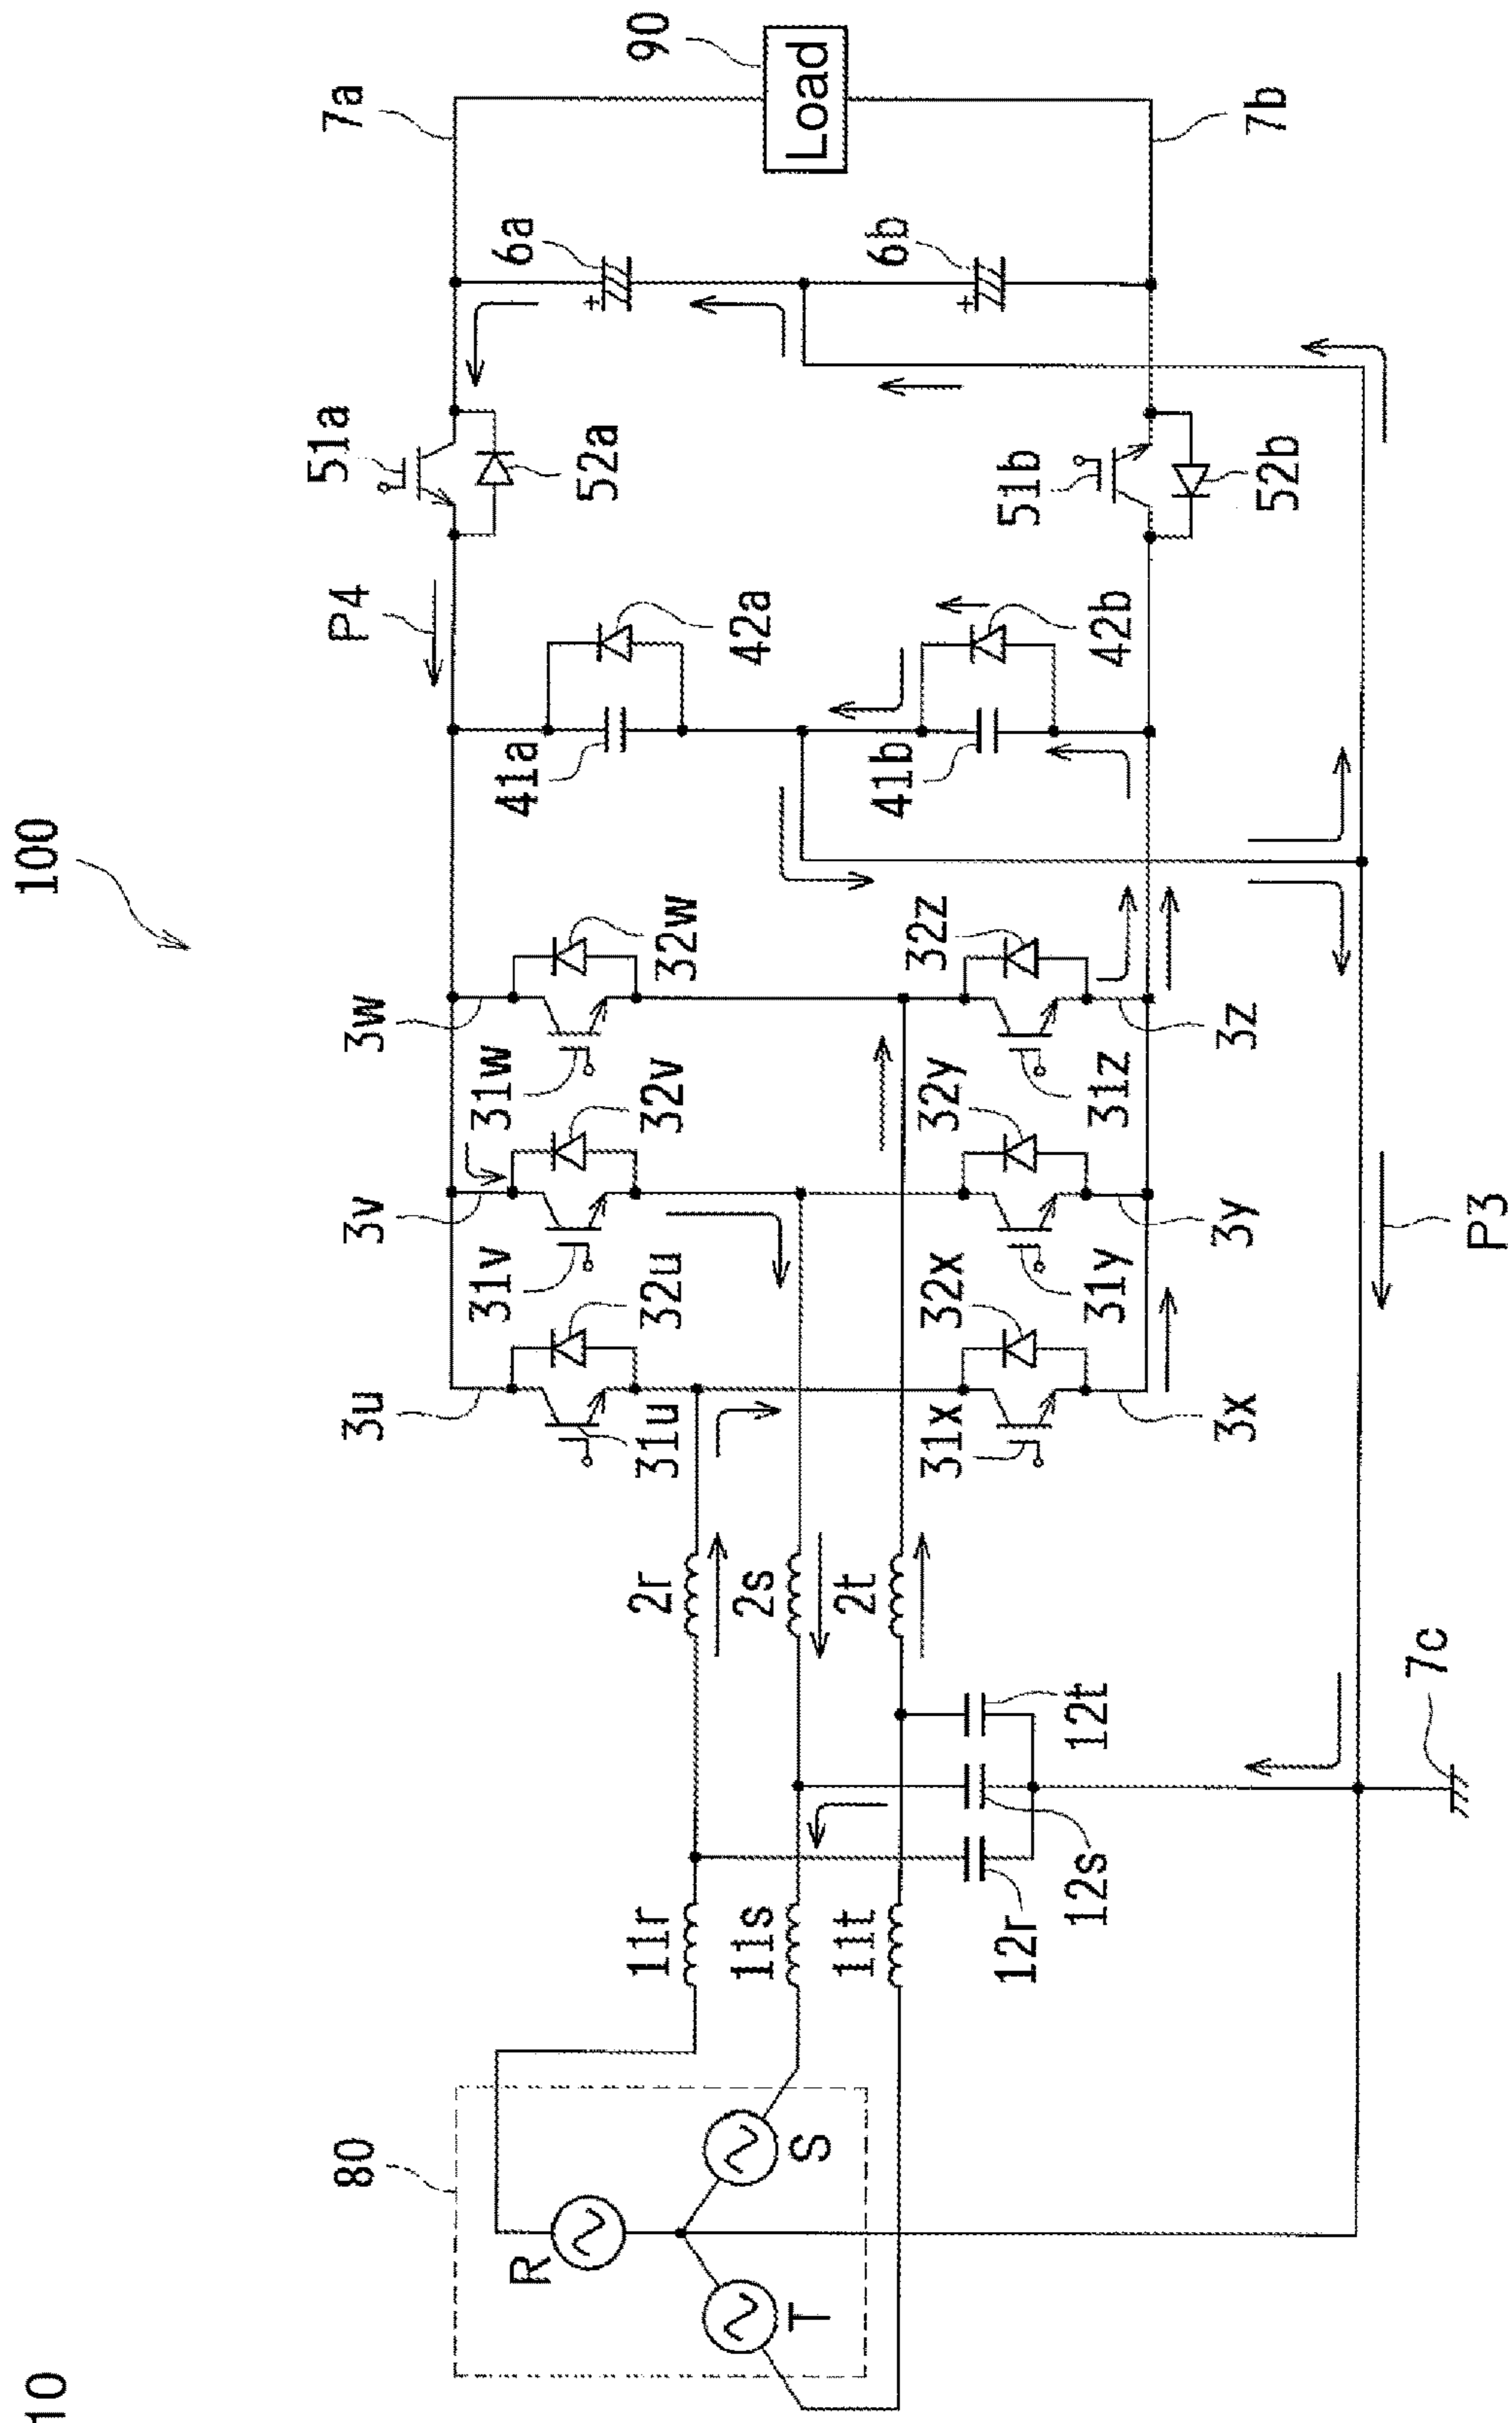 10
100
80
R
S
T
11r
11s
11t
12r
12s
12t
7c
2r
2s
2t
3u
3v
3w
31u
32u
31v
32v
31w
32w
31x
32x
31y
32y
31z
32z
3x
3y
3z
P3
P4
41a
42a
41b
42b
51a
52a
51b
52b
6a
6b
7a
7b
90
Load
+
+